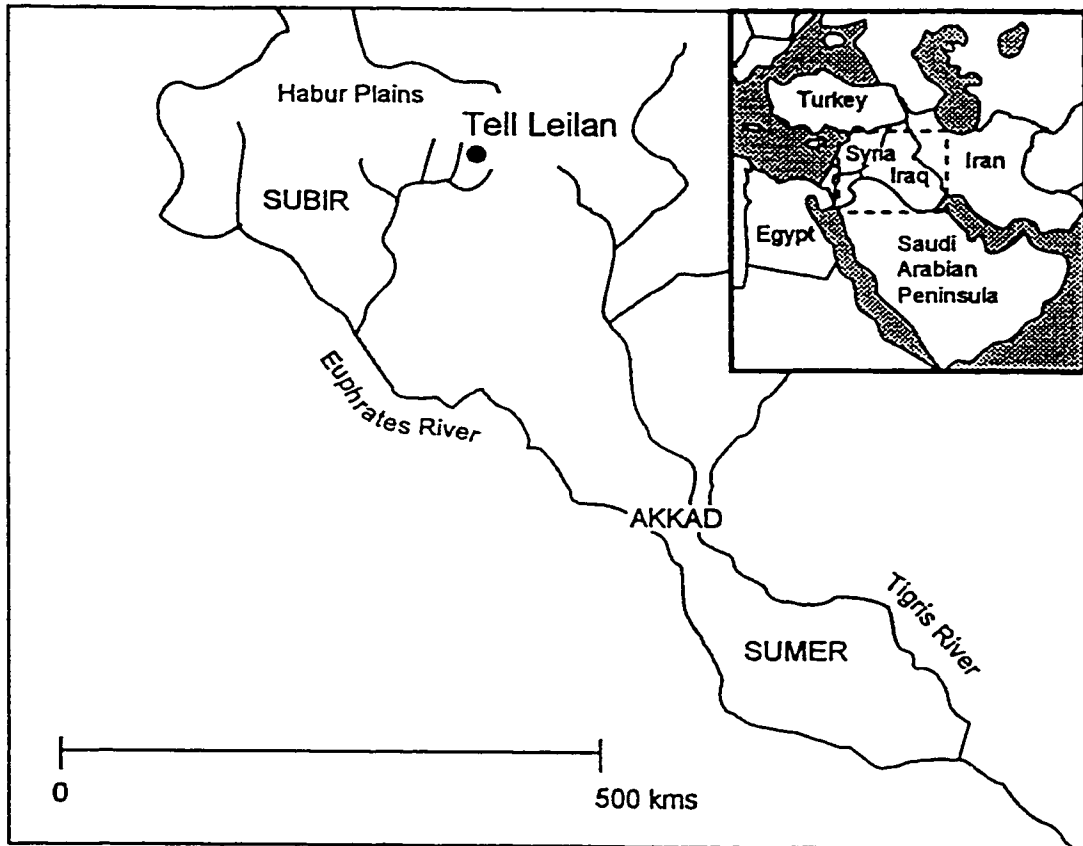 Habur Plains
Tell Leilan
SUBIR
Euphrates River
AKKAD
Tigris River
SUMER
0
500 kms
Turkey
Syria
Iraq
Iran
Egypt
Saudi
Arabian
Peninsula